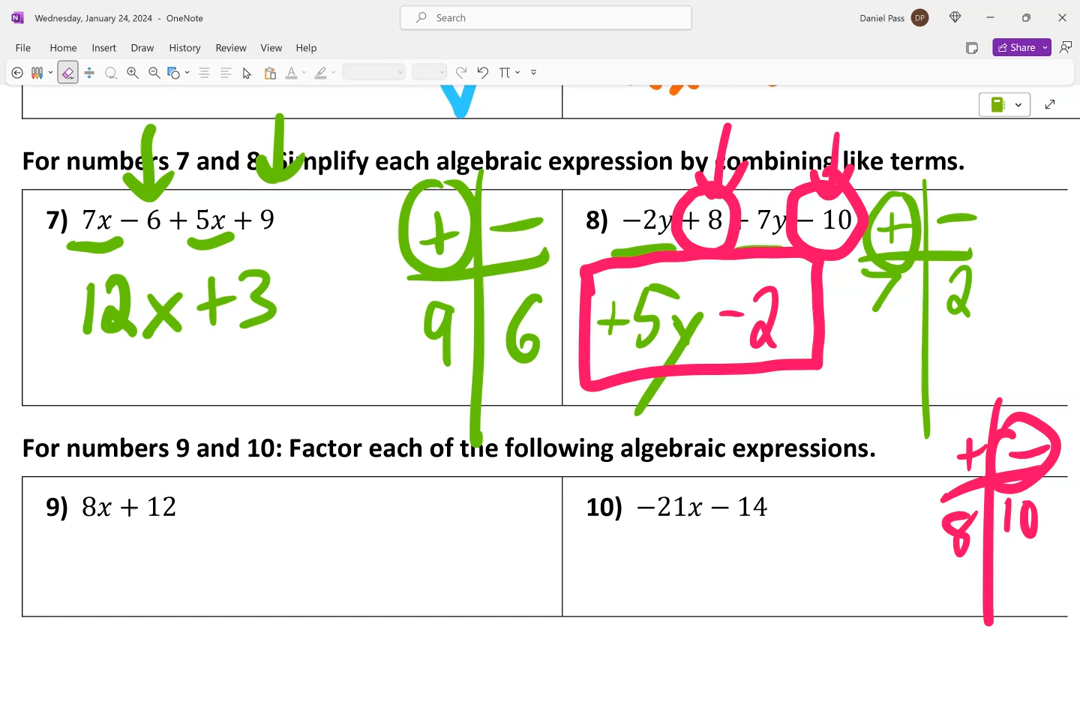 Wednesday, January 24, 2024 - OneNote
Search
Daniel Pass DP
File Home Insert Draw History Review View Help
Share
For numbers 7 and 8: Simplify each algebraic expression by combining like terms.
7) 7x − 6 + 5x + 9
+ −
12x + 3
9 6
8) −2y + 8 + 7y − 10
+ −
7 2
+5y −2
For numbers 9 and 10: Factor each of the following algebraic expressions.
+ −
8 10
9) 8x + 12
10) −21x − 14